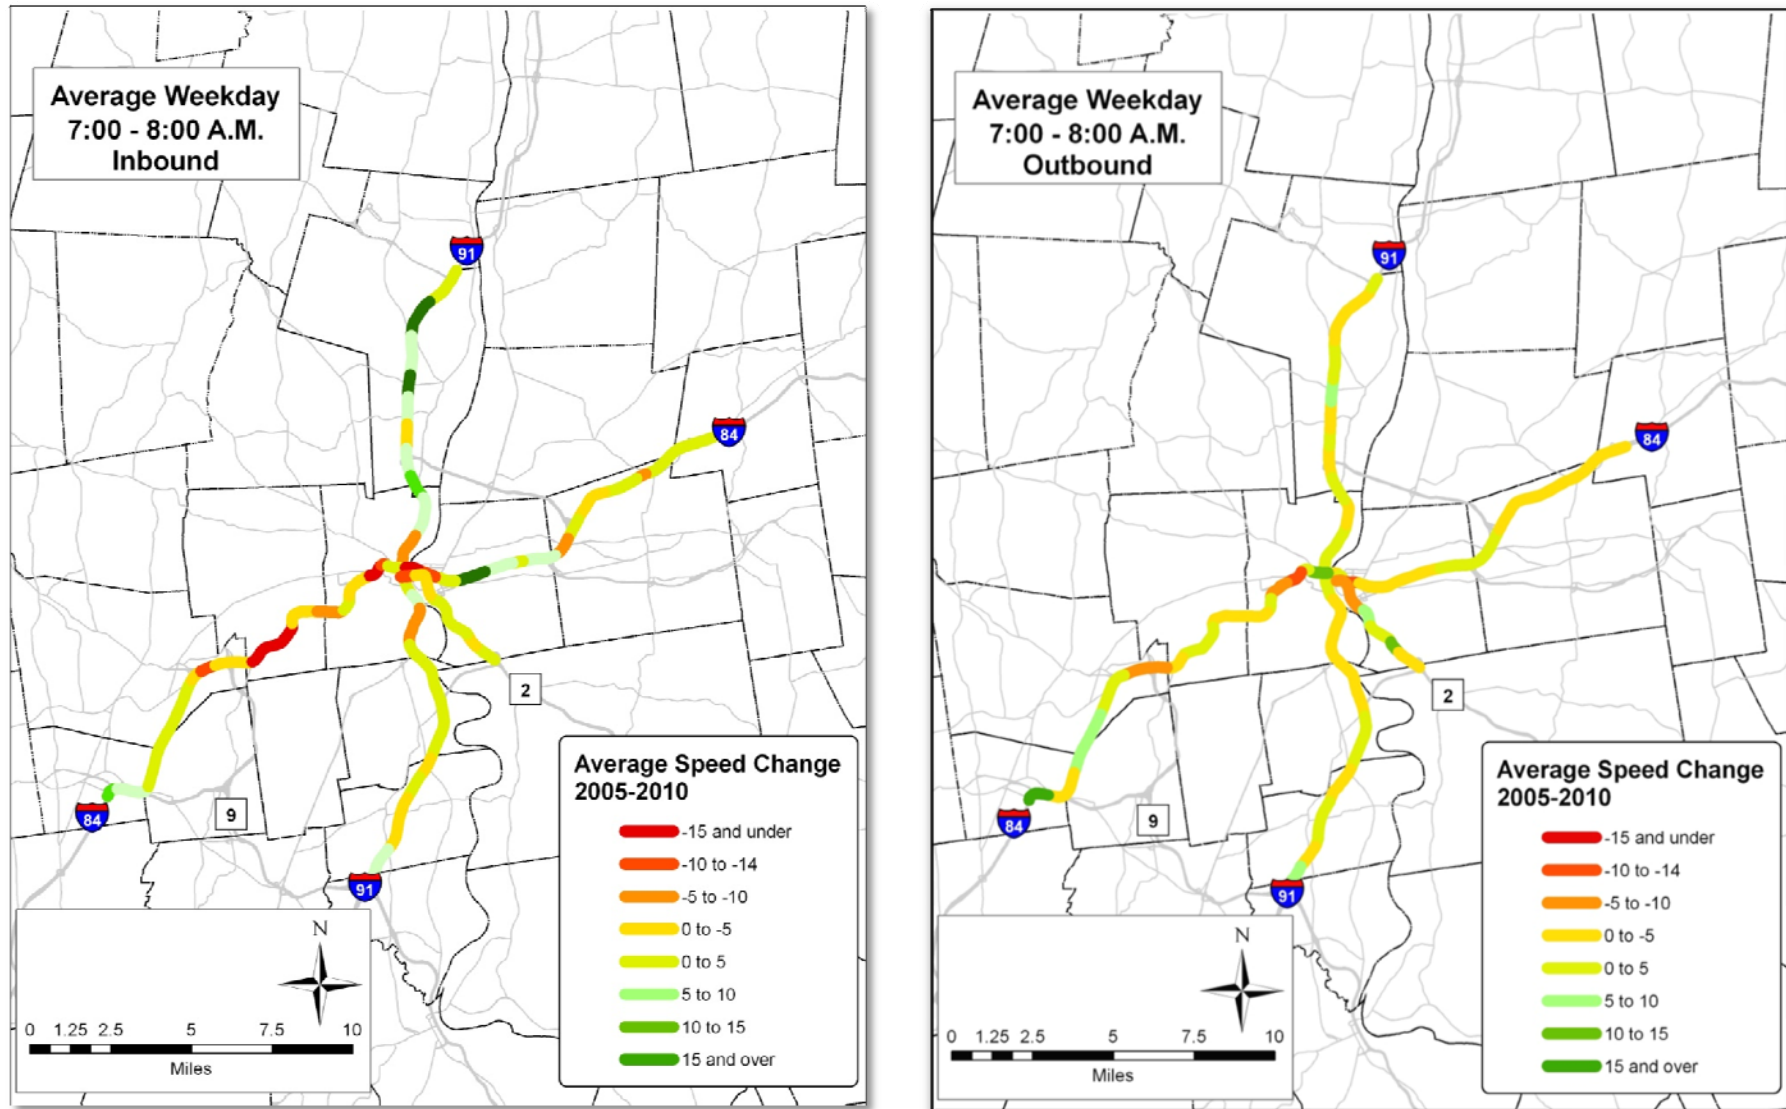 Average Weekday
7:00 - 8:00 A.M.
Inbound
91
84
2
9
84
91
Average Speed Change
2005-2010
-15 and under
-10 to -14
-5 to -10
0 to -5
0 to 5
5 to 10
10 to 15
15 and over
N
0 1.25 2.5 5 7.5 10
Miles
Average Weekday
7:00 - 8:00 A.M.
Outbound
91
84
2
9
84
91
Average Speed Change
2005-2010
-15 and under
-10 to -14
-5 to -10
0 to -5
0 to 5
5 to 10
10 to 15
15 and over
N
0 1.25 2.5 5 7.5 10
Miles